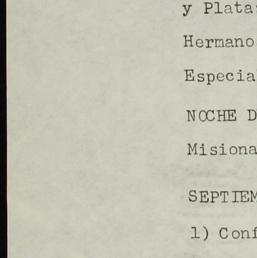 y Plata
Hermano
Especia
NOCHE D
Misiona
SEPTIEM
1) Conf